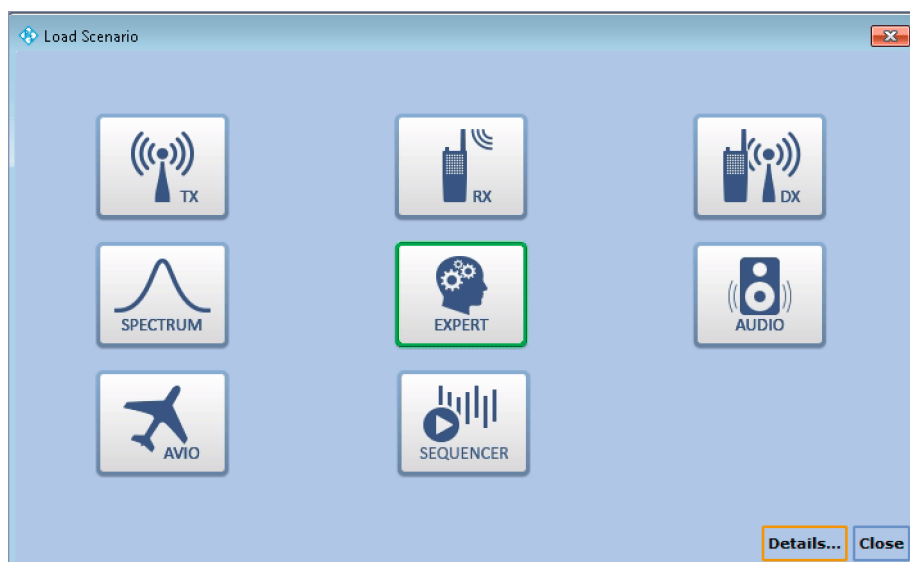 Load Scenario
TX
RX
DX
SPECTRUM
EXPERT
AUDIO
AVIO
SEQUENCER
Details... Close